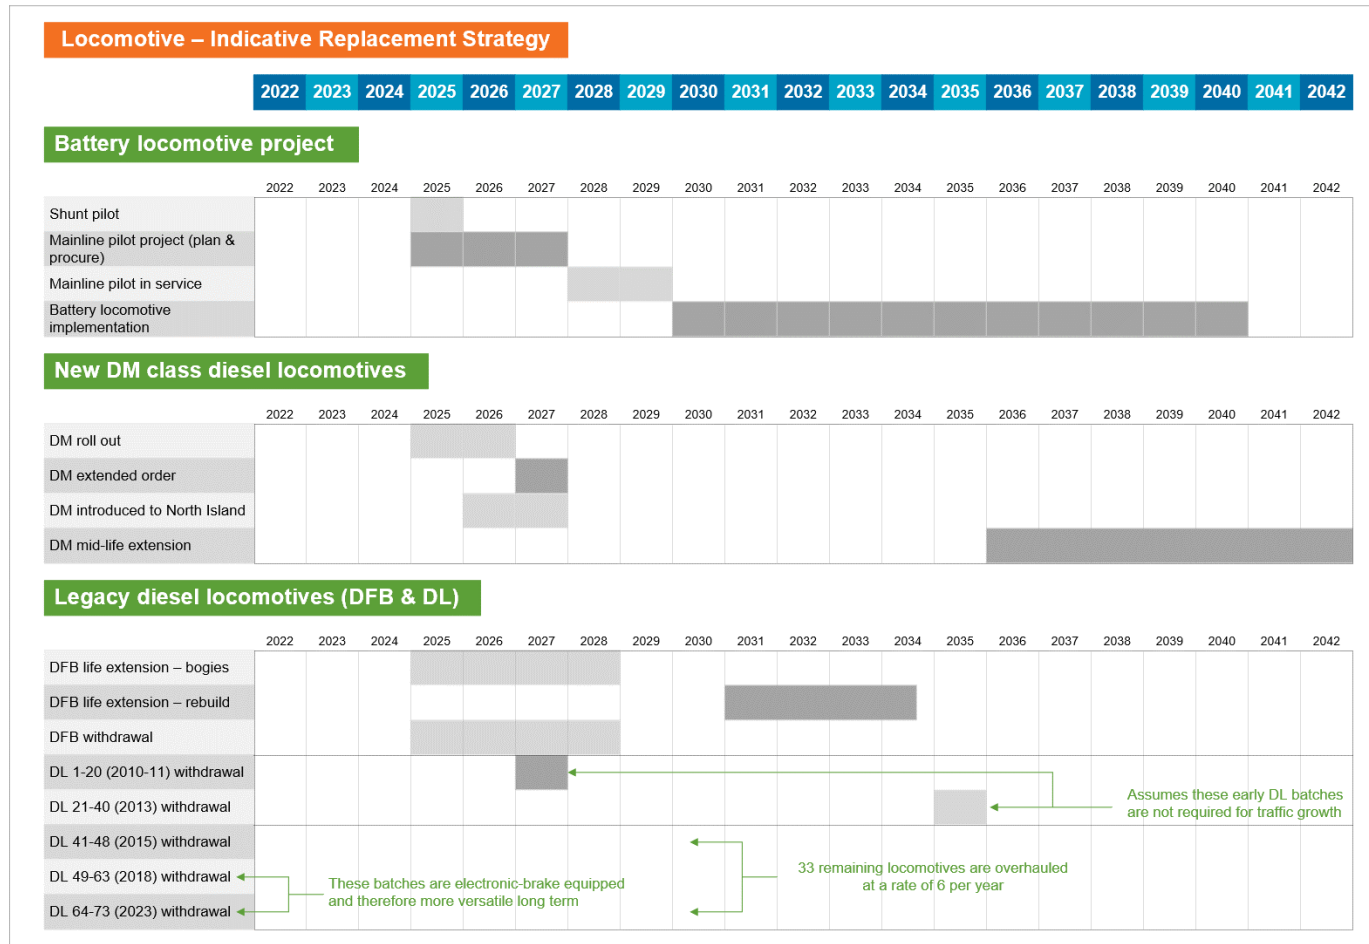 Locomotive – Indicative Replacement Strategy
2022 2023 2024 2025 2026 2027 2028 2029 2030 2031 2032 2033 2034 2035 2036 2037 2038 2039 2040 2041 2042
Battery locomotive project
2022 2023 2024 2025 2026 2027 2028 2029 2030 2031 2032 2033 2034 2035 2036 2037 2038 2039 2040 2041 2042
Shunt pilot
Mainline pilot project (plan &
procure)
Mainline pilot in service
Battery locomotive
implementation
New DM class diesel locomotives
2022 2023 2024 2025 2026 2027 2028 2029 2030 2031 2032 2033 2034 2035 2036 2037 2038 2039 2040 2041 2042
DM roll out
DM extended order
DM introduced to North Island
DM mid-life extension
Legacy diesel locomotives (DFB & DL)
2022 2023 2024 2025 2026 2027 2028 2029 2030 2031 2032 2033 2034 2035 2036 2037 2038 2039 2040 2041 2042
DFB life extension – bogies
DFB life extension – rebuild
DFB withdrawal
DL 1-20 (2010-11) withdrawal
DL 21-40 (2013) withdrawal
Assumes these early DL batches
are not required for traffic growth
DL 41-48 (2015) withdrawal
DL 49-63 (2018) withdrawal
DL 64-73 (2023) withdrawal
These batches are electronic-brake equipped
and therefore more versatile long term
33 remaining locomotives are overhauled
at a rate of 6 per year